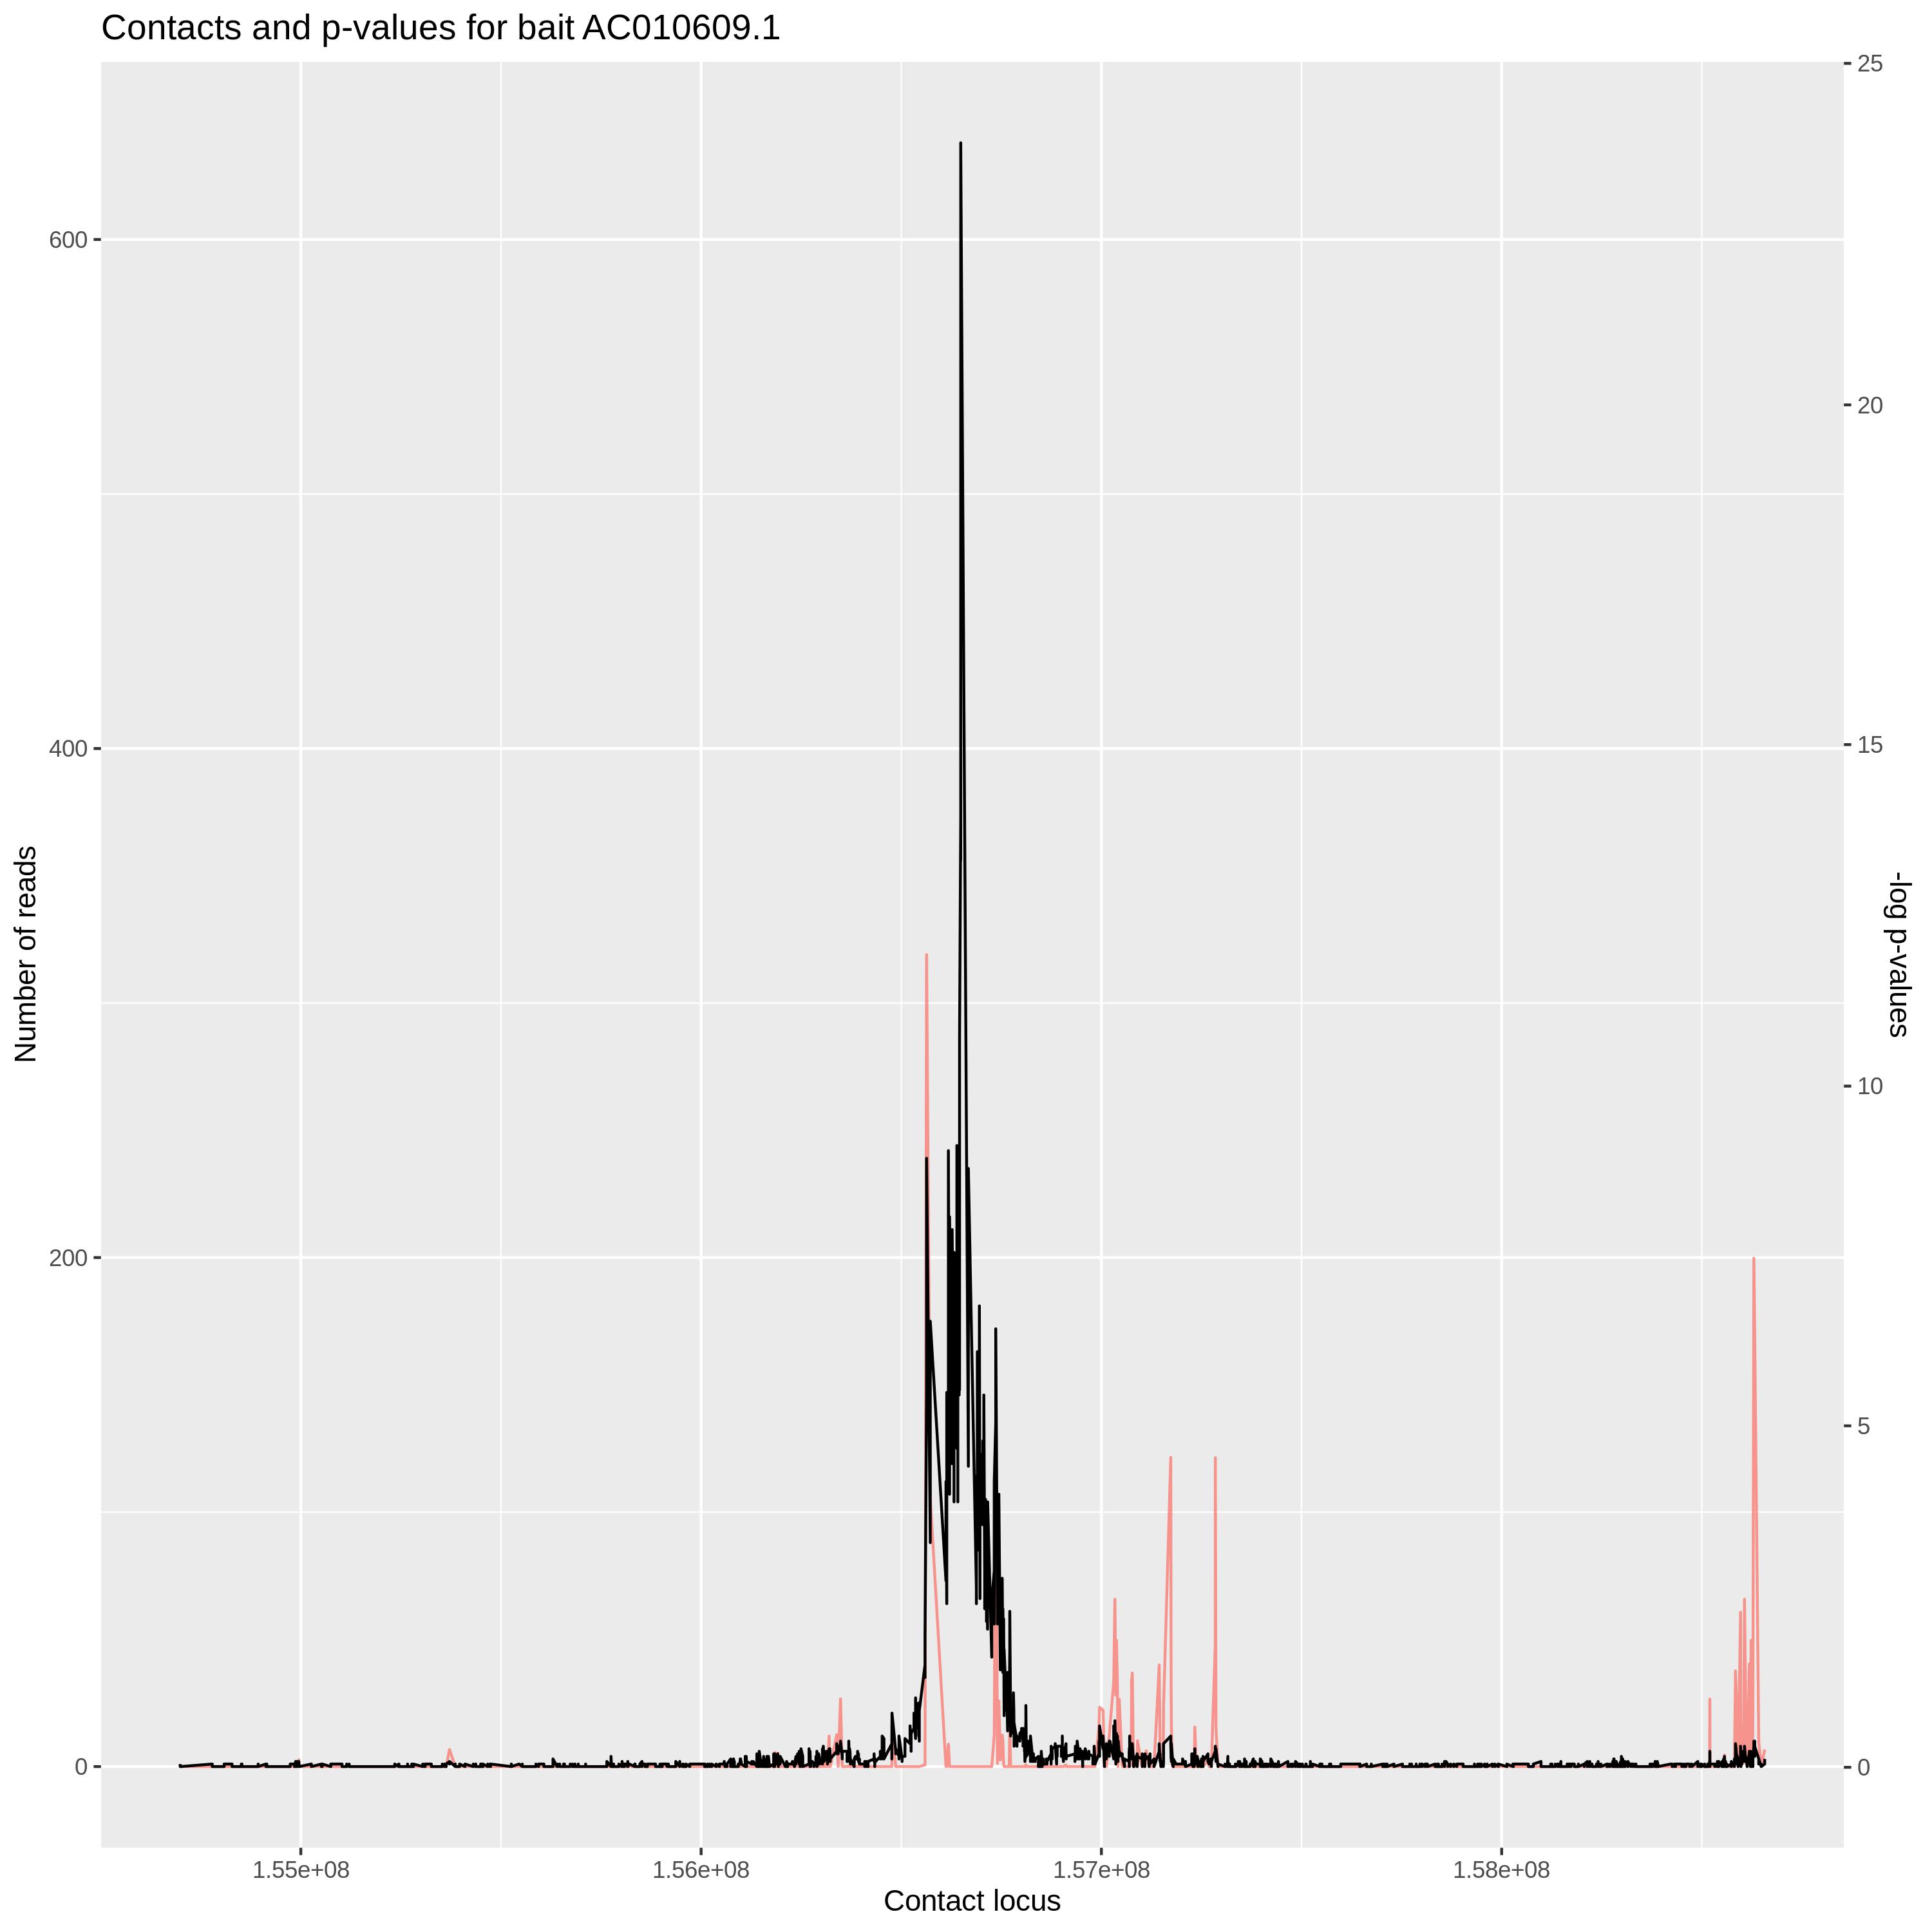 Contacts and p-values for bait AC010609.1
600
400
200
0
Number of reads
25
20
15
10
5
0
-log p-values
1.55e+08 1.56e+08 1.57e+08 1.58e+08
Contact locus